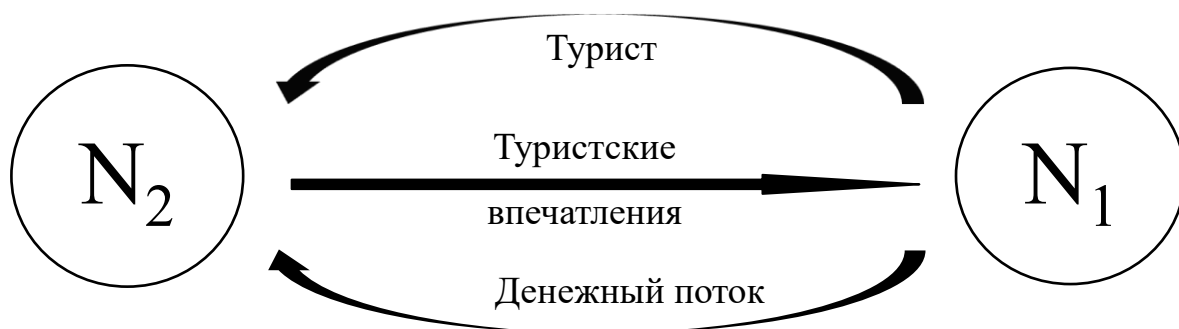 Турист
N₂
Туристские
впечатления
N₁
Денежный поток